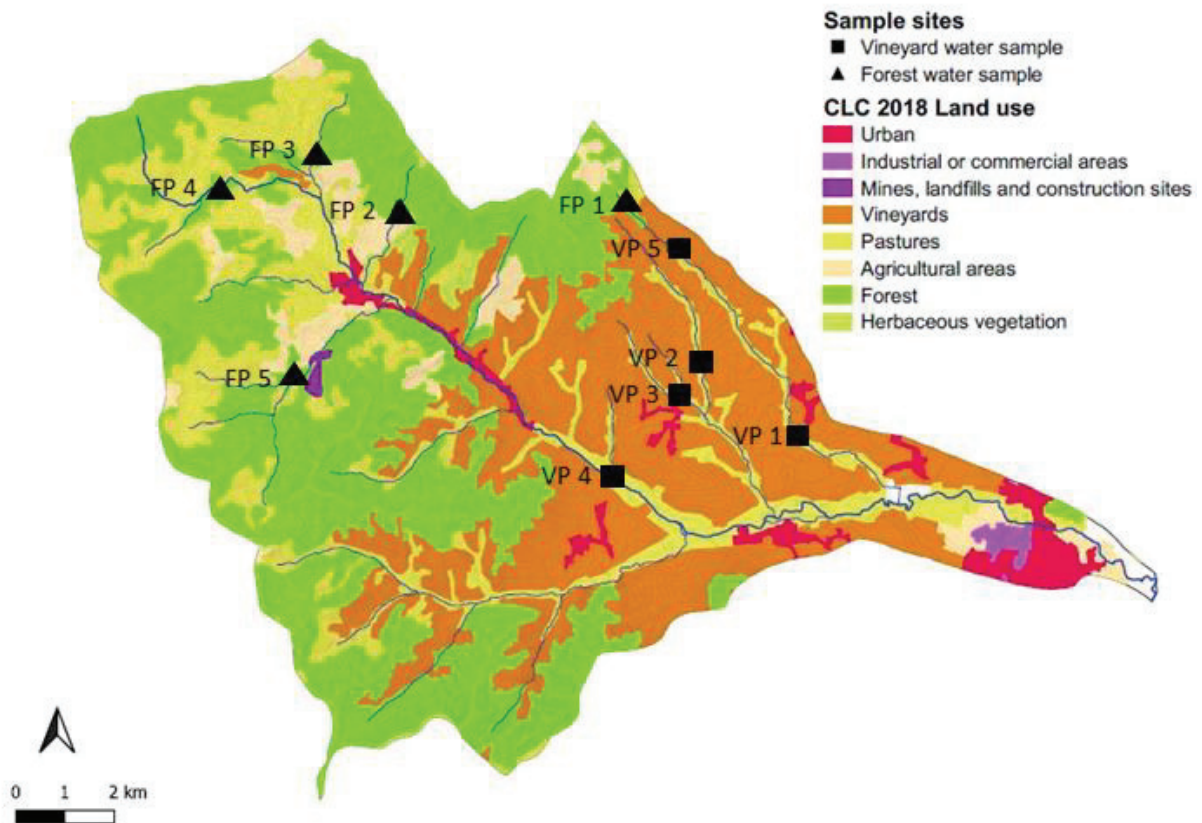 Sample sites
Vineyard water sample
Forest water sample
CLC 2018 Land use
Urban
Industrial or commercial areas
Mines, landfills and construction sites
Vineyards
Pastures
Agricultural areas
Forest
Herbaceous vegetation
FP 3
FP 4
FP 2
FP 1
VP 5
VP 2
FP 5
VP 3
VP 1
VP 4
0 1 2 km